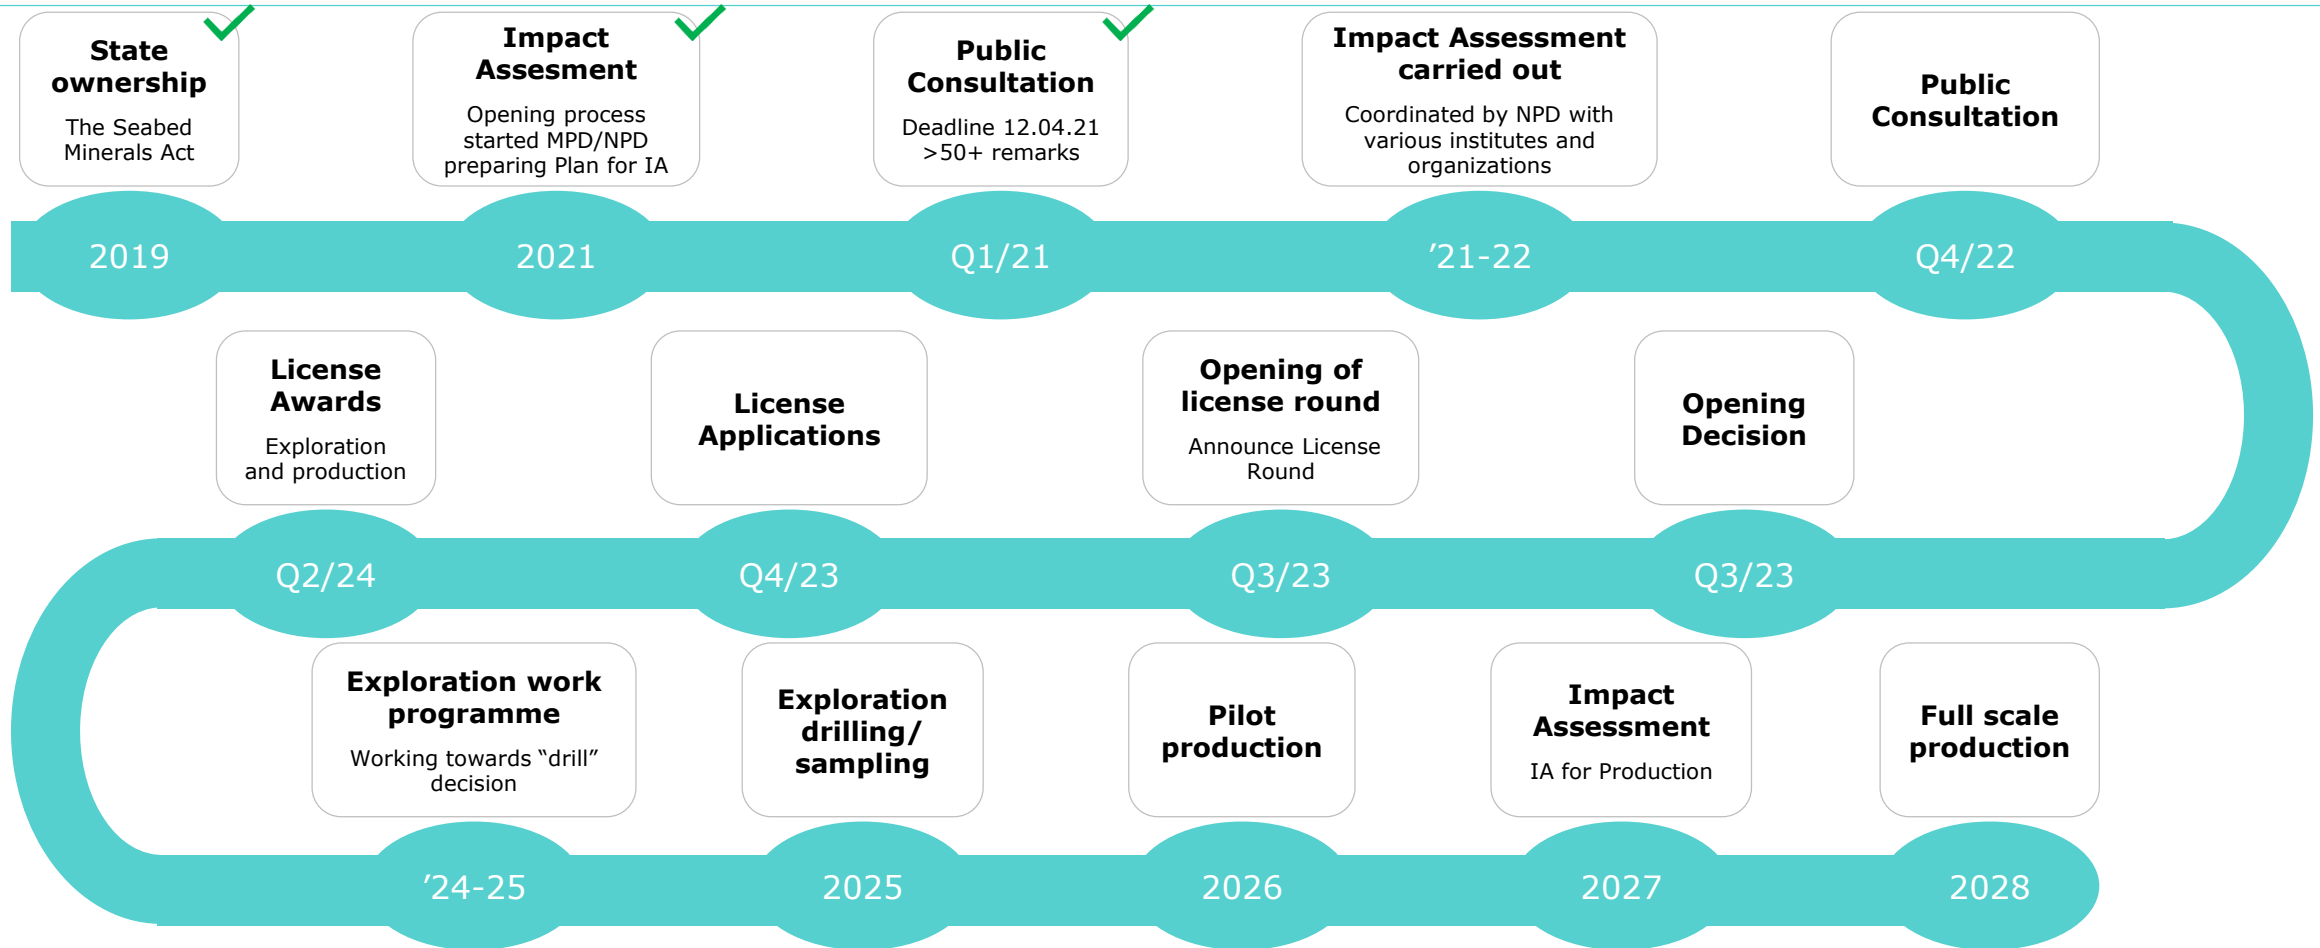 State
ownership
The Seabed
Minerals Act
2019
Impact
Assesment
Opening process
started MPD/NPD
preparing Plan for IA
2021
Public
Consultation
Deadline 12.04.21
>50+ remarks
Q1/21
Impact Assessment
carried out
Coordinated by NPD with
various institutes and
organizations
’21-22
Public
Consultation
Q4/22
Opening
Decision
Q3/23
Opening of
license round
Announce License
Round
Q3/23
License
Applications
Q4/23
License
Awards
Exploration
and production
Q2/24
Exploration work
programme
Working towards “drill”
decision
’24-25
Exploration
drilling/
sampling
2025
Pilot
production
2026
Impact
Assessment
IA for Production
2027
Full scale
production
2028